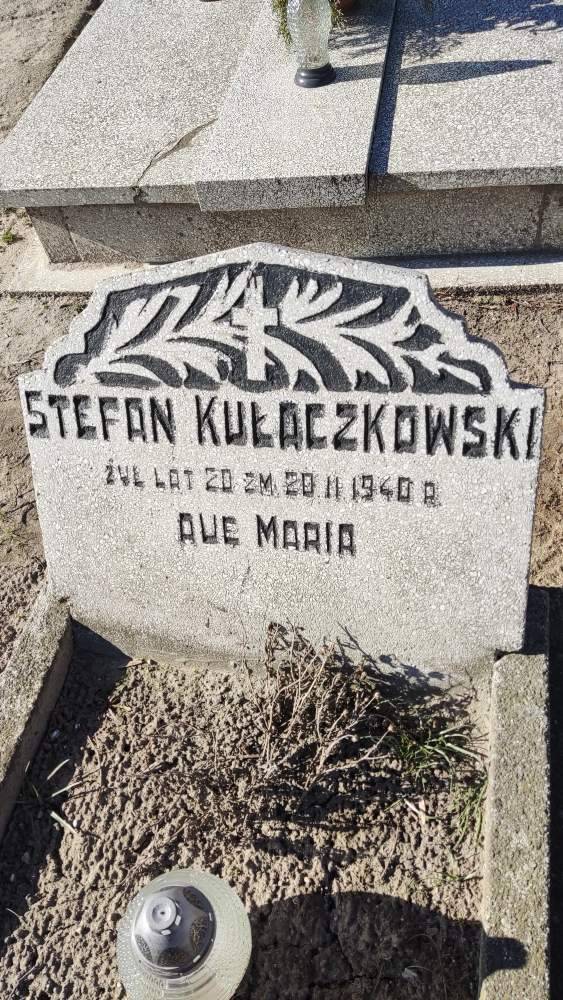 STEFAN KUŁACZKOWSKI
ŻYŁ LAT 20 ZM. 20 II 1940 R.
AVE MARIA